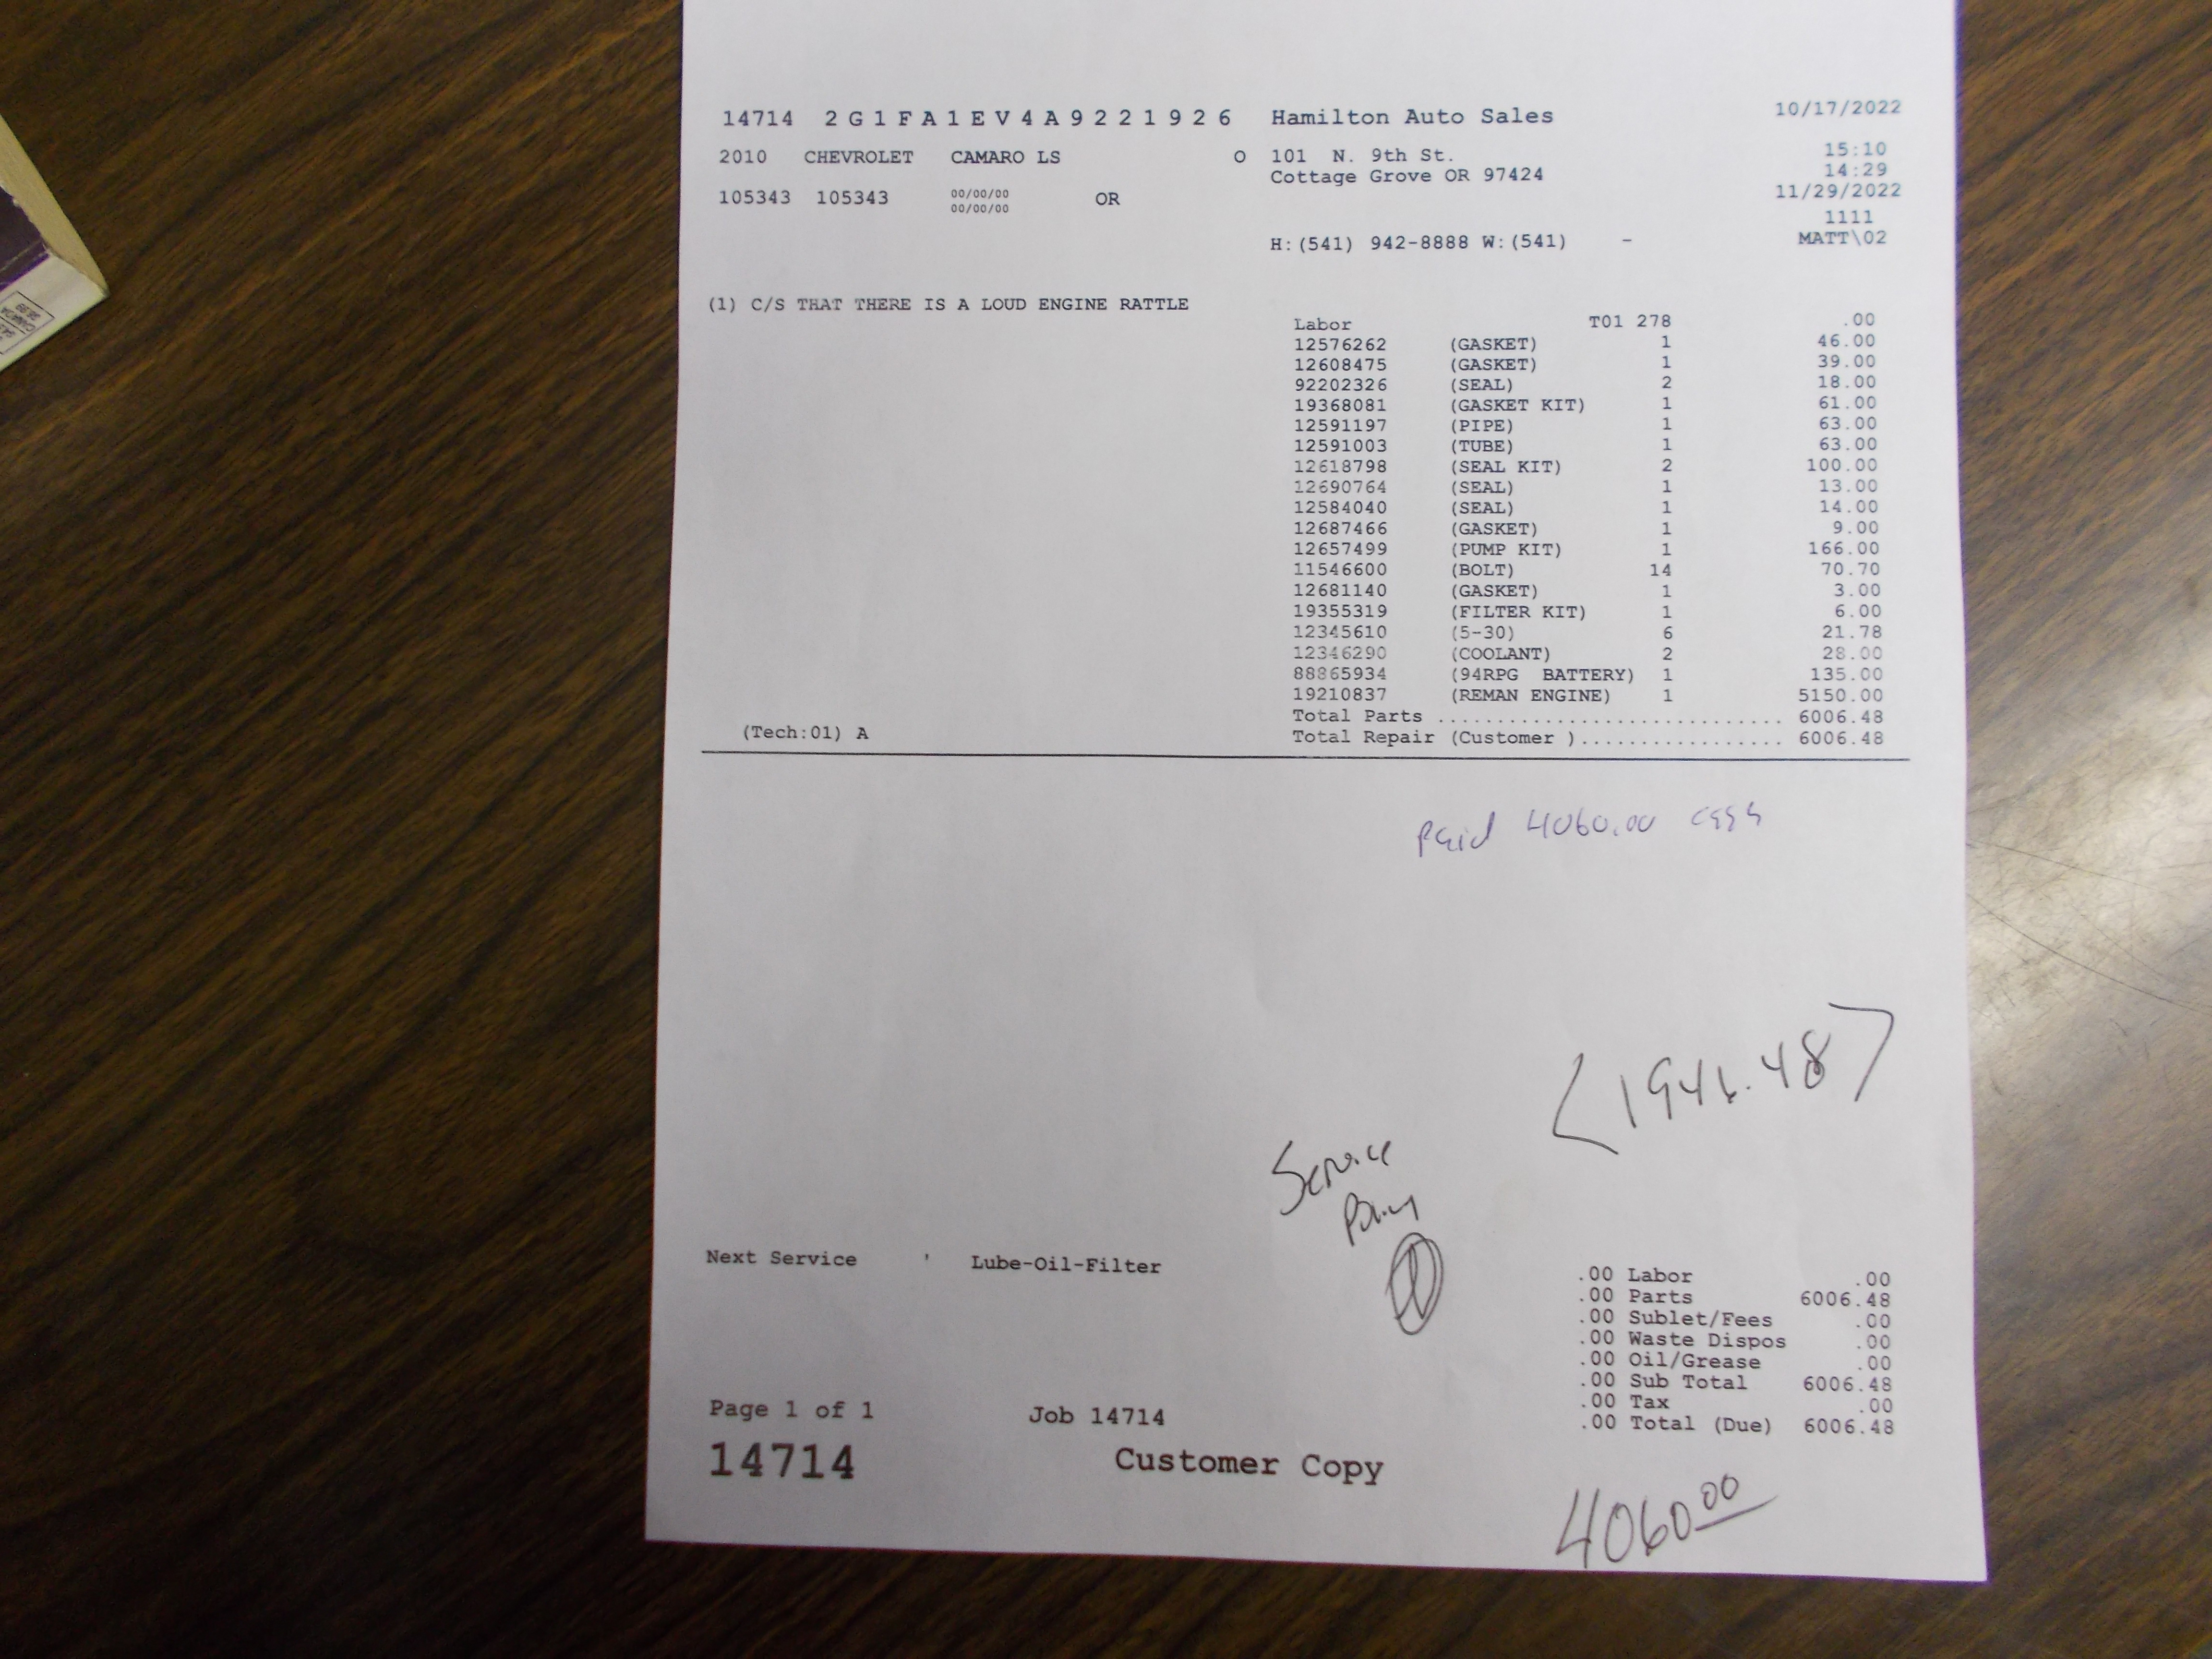 14714 2G1FA1EV4A9221926 Hamilton Auto Sales 10/17/2022
2010 CHEVROLET CAMARO LS O 101 N. 9th St. 15:10
Cottage Grove OR 97424 14:29
105343 105343 00/00/00 OR 11/29/2022
00/00/00
1111
H:(541) 942-8888 W:(541) - MATT\02
(1) C/S THAT THERE IS A LOUD ENGINE RATTLE
Labor T01 278 .00
12576262 (GASKET) 1 46.00
12608475 (GASKET) 1 39.00
92202326 (SEAL) 2 18.00
19368081 (GASKET KIT) 1 61.00
12591197 (PIPE) 1 63.00
12591003 (TUBE) 1 63.00
12618798 (SEAL KIT) 2 100.00
12690764 (SEAL) 1 13.00
12584040 (SEAL) 1 14.00
12687466 (GASKET) 1 9.00
12657499 (PUMP KIT) 1 166.00
11546600 (BOLT) 14 70.70
12681140 (GASKET) 1 3.00
19355319 (FILTER KIT) 1 6.00
12345610 (5-30) 6 21.78
12346290 (COOLANT) 2 28.00
88865934 (94RPG BATTERY) 1 135.00
19210837 (REMAN ENGINE) 1 5150.00
Total Parts ............................. 6006.48
(Tech:01) A Total Repair (Customer )................. 6006.48
Paid 4060.00 cash
<1946.48>
Service
Next Service ' Lube-Oil-Filter
.00 Labor .00
.00 Parts 6006.48
.00 Sublet/Fees .00
.00 Waste Dispos .00
.00 Oil/Grease .00
.00 Sub Total 6006.48
.00 Tax .00
.00 Total (Due) 6006.48
Page 1 of 1 Job 14714
14714 Customer Copy
4060.00